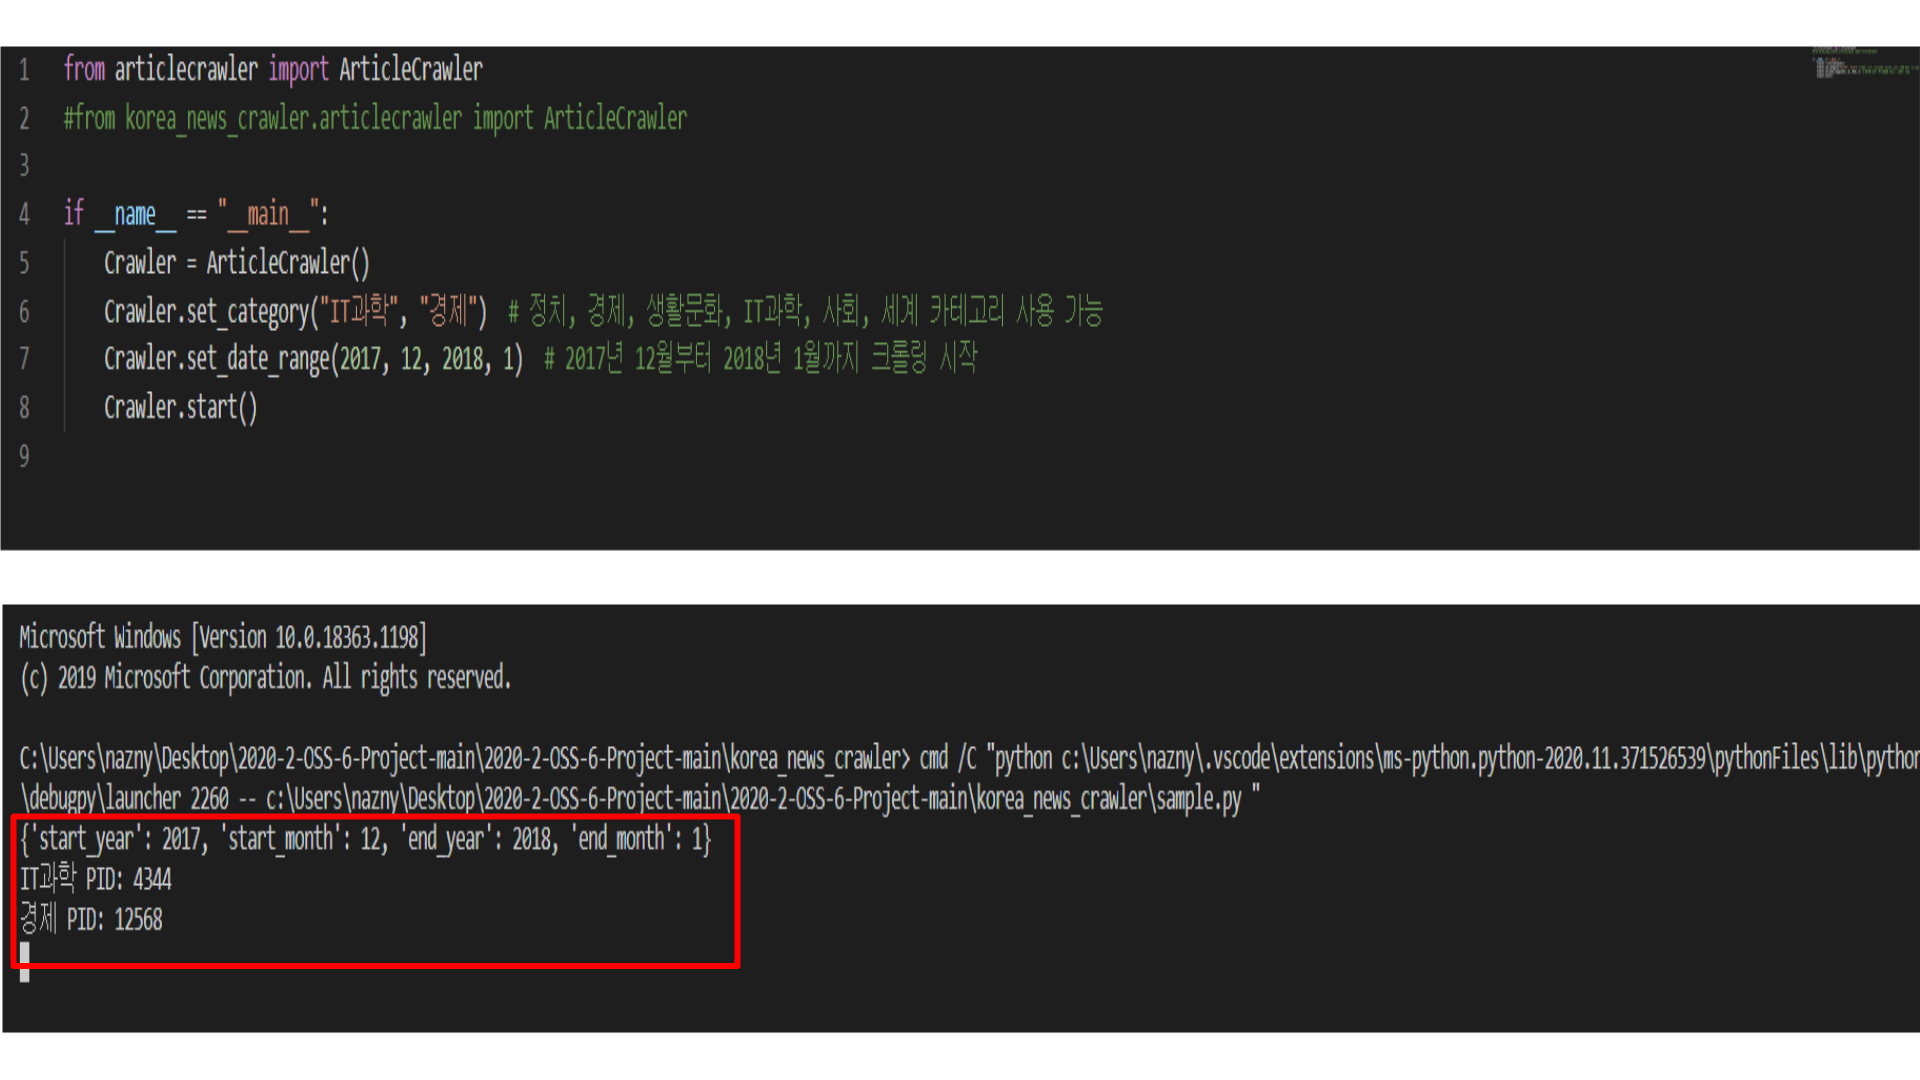 1 from articlecrawler import ArticleCrawler
2 #from korea_news_crawler.articlecrawler import ArticleCrawler
3
4 if __name__ == "__main__":
5 Crawler = ArticleCrawler()
6 Crawler.set_category("IT과학", "경제") # 정치, 경제, 생활문화, IT과학, 사회, 세계 카테고리 사용 가능
7 Crawler.set_date_range(2017, 12, 2018, 1) # 2017년 12월부터 2018년 1월까지 크롤링 시작
8 Crawler.start()
9
Microsoft Windows [Version 10.0.18363.1198]
(c) 2019 Microsoft Corporation. All rights reserved.
C:\Users\nazny\Desktop\2020-2-OSS-6-Project-main\2020-2-OSS-6-Project-main\korea_news_crawler> cmd /C "python c:\Users\nazny\.vscode\extensions\ms-python.python-2020.11.371526539\pythonFiles\lib\python
\debugpy\launcher 2260 -- c:\Users\nazny\Desktop\2020-2-OSS-6-Project-main\2020-2-OSS-6-Project-main\korea_news_crawler\sample.py "
{'start_year': 2017, 'start_month': 12, 'end_year': 2018, 'end_month': 1}
IT과학 PID: 4344
경제 PID: 12568